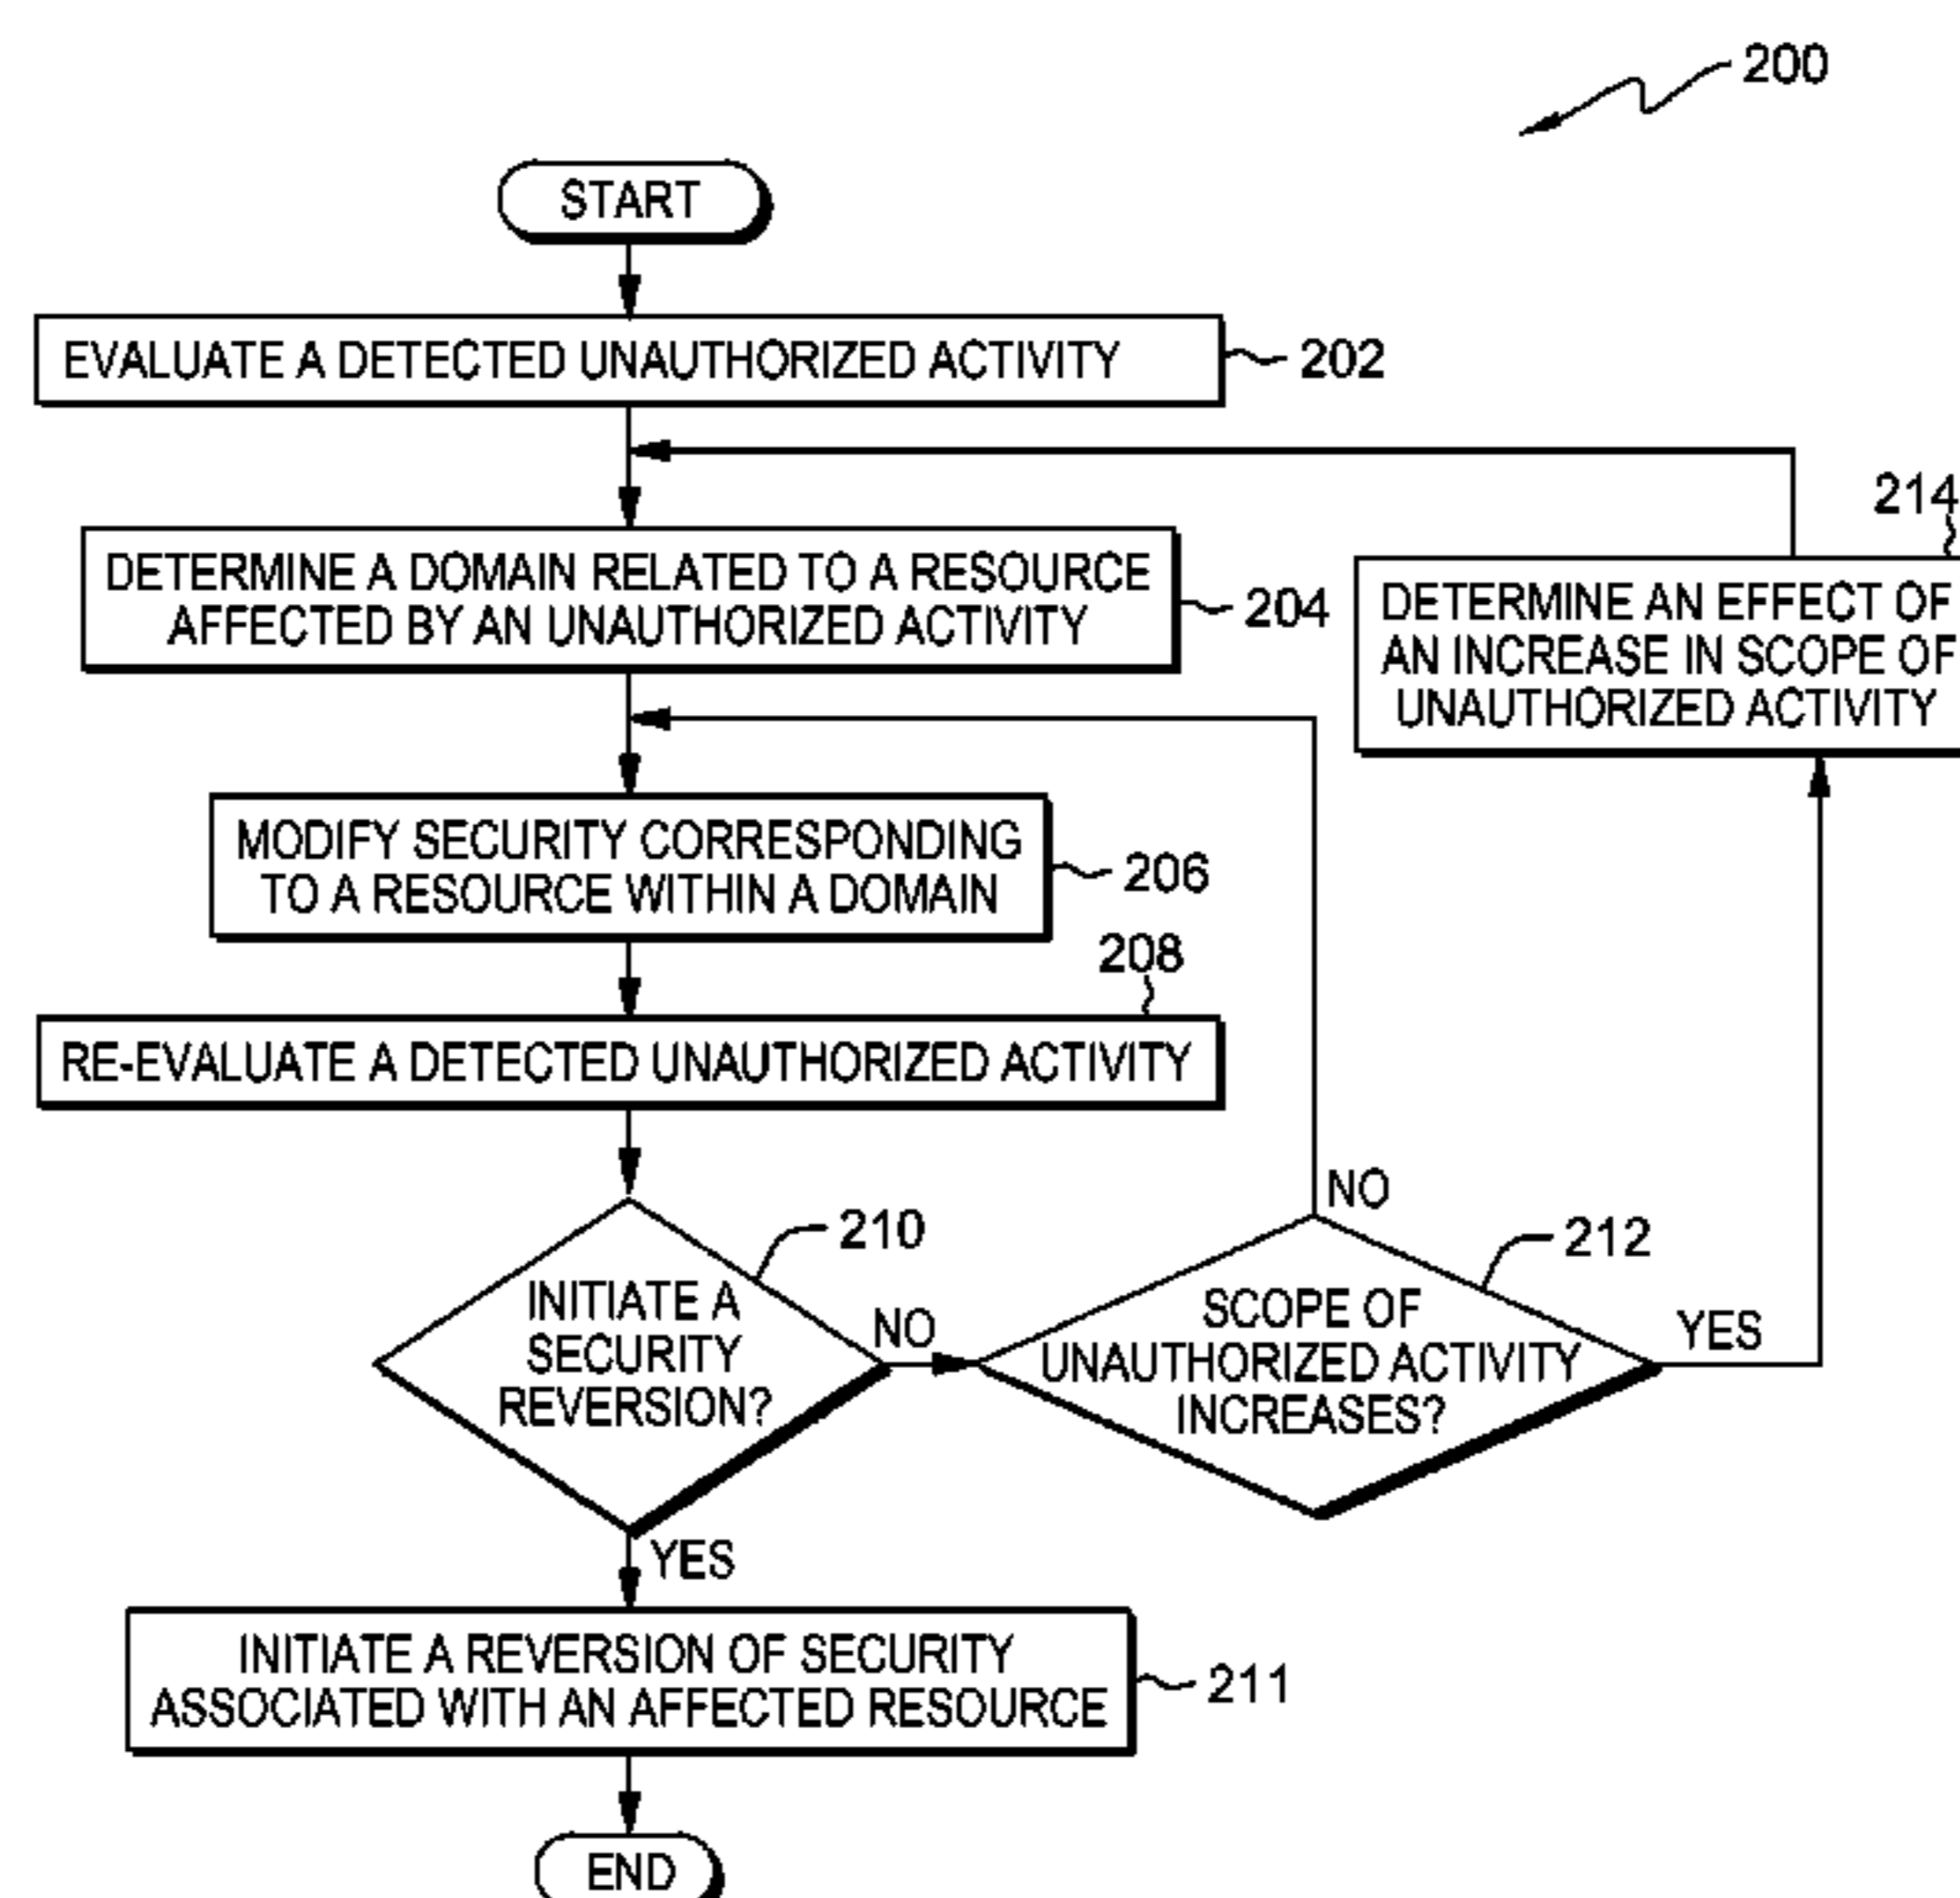 200
START
EVALUATE A DETECTED UNAUTHORIZED ACTIVITY
202
DETERMINE A DOMAIN RELATED TO A RESOURCE
AFFECTED BY AN UNAUTHORIZED ACTIVITY
204
214
DETERMINE AN EFFECT OF
AN INCREASE IN SCOPE OF
UNAUTHORIZED ACTIVITY
MODIFY SECURITY CORRESPONDING
TO A RESOURCE WITHIN A DOMAIN
206
208
RE-EVALUATE A DETECTED UNAUTHORIZED ACTIVITY
INITIATE A
SECURITY
REVERSION?
210
NO
YES
SCOPE OF
UNAUTHORIZED ACTIVITY
INCREASES?
212
NO
YES
INITIATE A REVERSION OF SECURITY
ASSOCIATED WITH AN AFFECTED RESOURCE
211
END